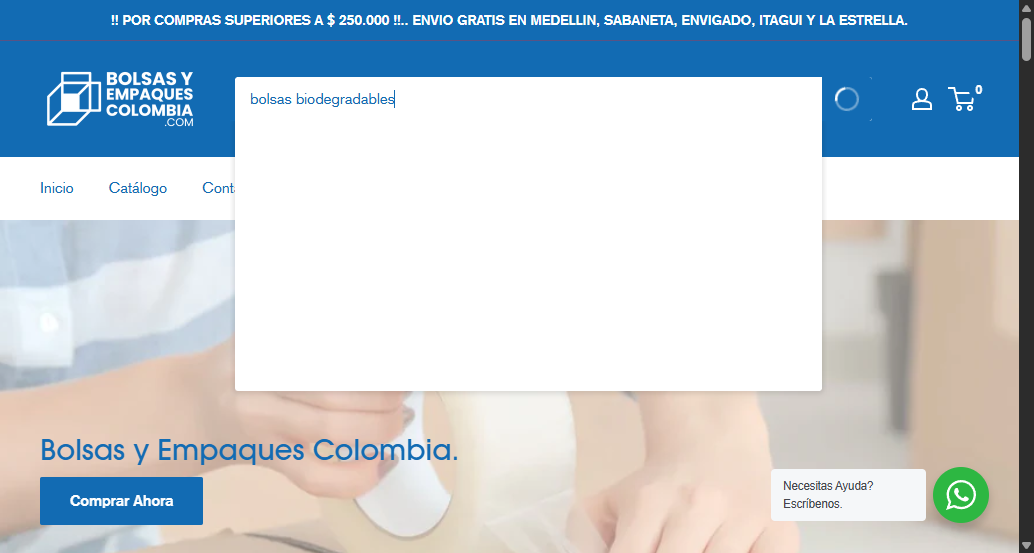 !! POR COMPRAS SUPERIORES A $ 250.000 !!.. ENVIO GRATIS EN MEDELLIN, SABANETA, ENVIGADO, ITAGUI Y LA ESTRELLA.
BOLSAS Y
EMPAQUES
COLOMBIA
.COM
bolsas biodegradables
0
Inicio
Catálogo
Conta
Bolsas y Empaques Colombia.
Comprar Ahora
Necesitas Ayuda?
Escríbenos.